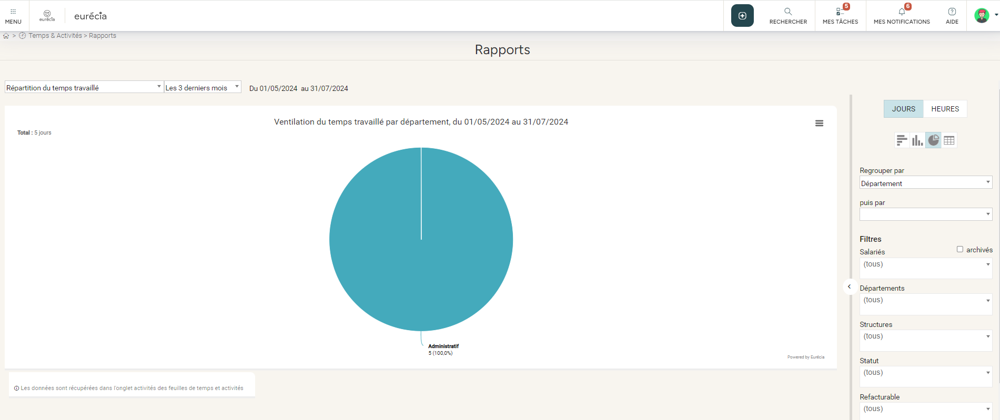 MENU
eurécia
eurécia
RECHERCHER
5
MES TÂCHES
6
MES NOTIFICATIONS
AIDE
> Temps & Activités > Rapports
Rapports
Répartition du temps travaillé
Les 3 derniers mois
Du 01/05/2024 au 31/07/2024
Ventilation du temps travaillé par département, du 01/05/2024 au 31/07/2024
Total : 5 jours
Administratif
5 (100,0%)
Powered by Eurécia
Les données sont récupérées dans l'onglet activités des feuilles de temps et activités
JOURS
HEURES
Regrouper par
Département
puis par
Filtres
Salariés
archivés
(tous)
Départements
(tous)
Structures
(tous)
Statut
(tous)
Refacturable
(tous)